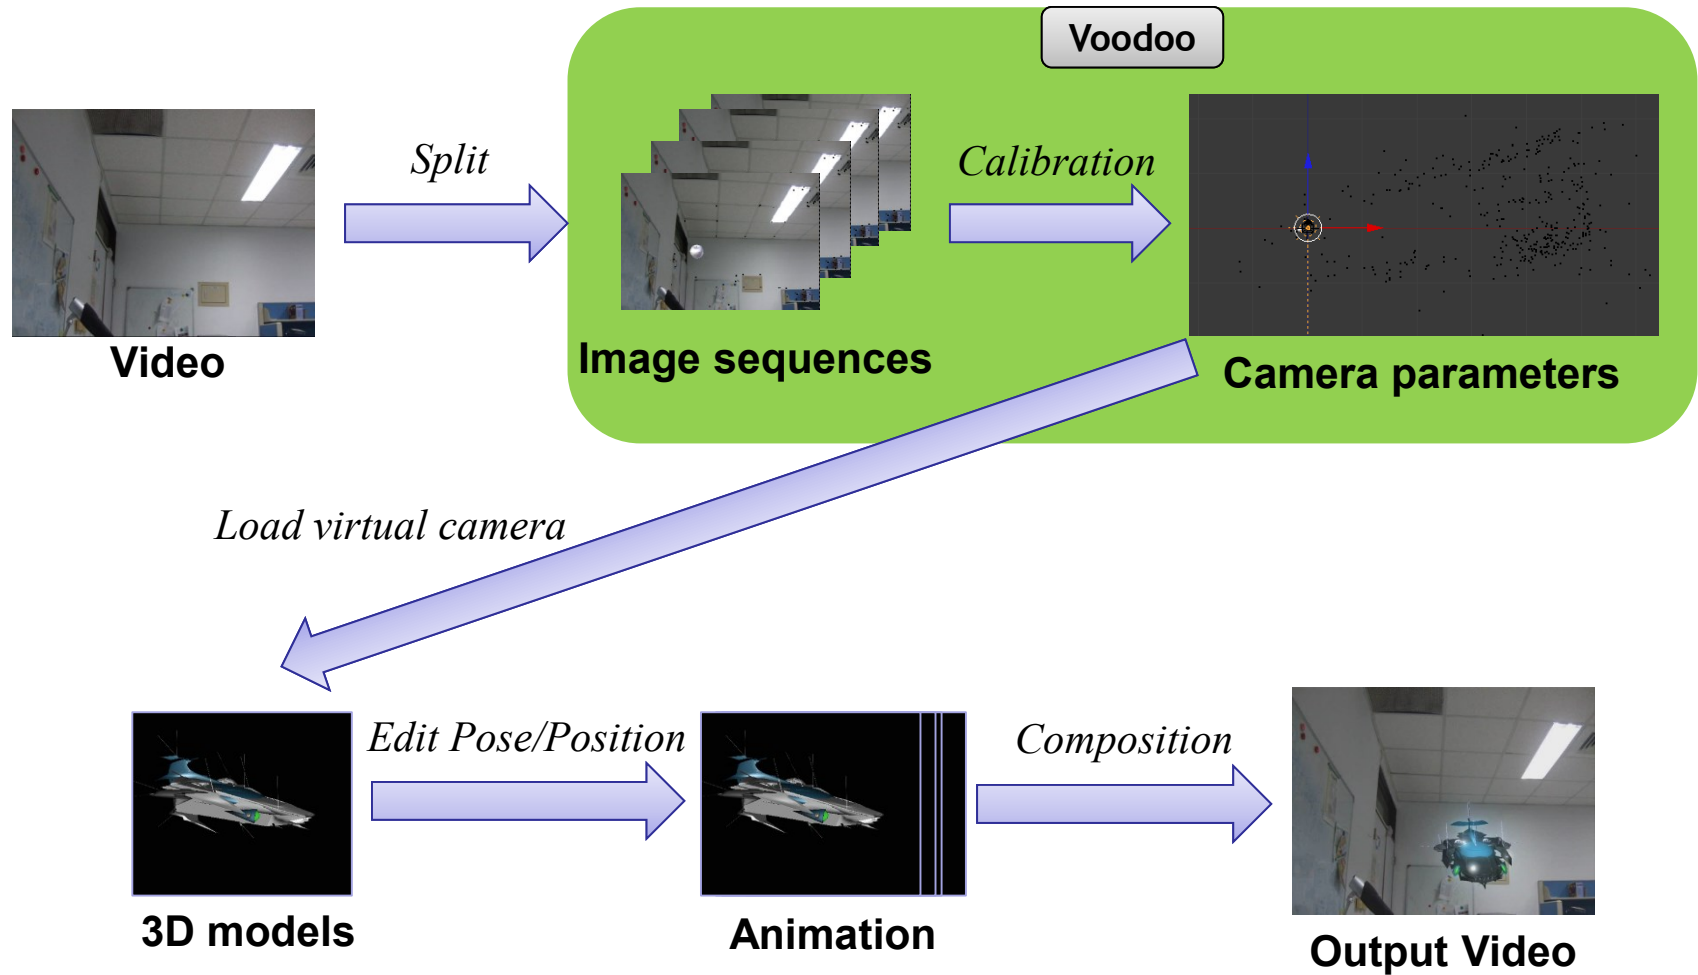 Voodoo
Split
Calibration
Video
Image sequences
Camera parameters
Load virtual camera
Edit Pose/Position
Composition
3D models
Animation
Output Video